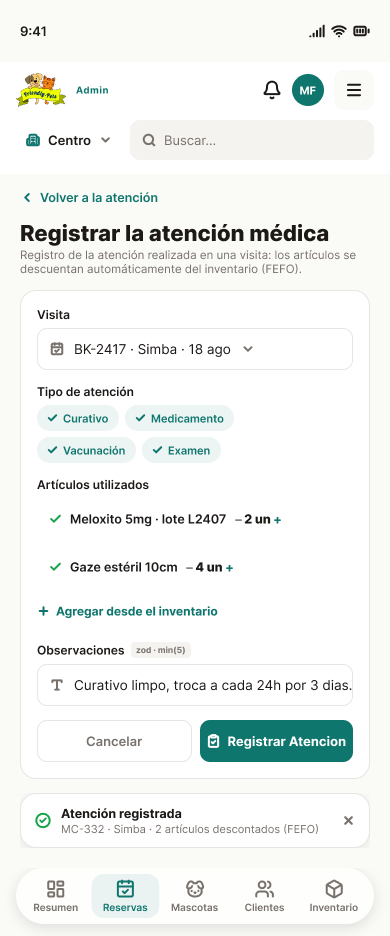 9:41
Friendly-Pets
Admin
MF
Centro
Buscar...
Volver a la atención
Registrar la atención médica
Registro de la atención realizada en una visita: los artículos se
descuentan automáticamente del inventario (FEFO).
Visita
BK-2417 · Simba · 18 ago
Tipo de atención
Curativo
Medicamento
Vacunación
Examen
Artículos utilizados
Meloxito 5mg · lote L2407 – 2 un +
Gaze estéril 10cm – 4 un +
+ Agregar desde el inventario
Observaciones zod · min(5)
Curativo limpo, troca a cada 24h por 3 dias.
Cancelar
Registrar Atencion
Atención registrada
MC-332 · Simba · 2 artículos descontados (FEFO)
Resumen
Reservas
Mascotas
Clientes
Inventario